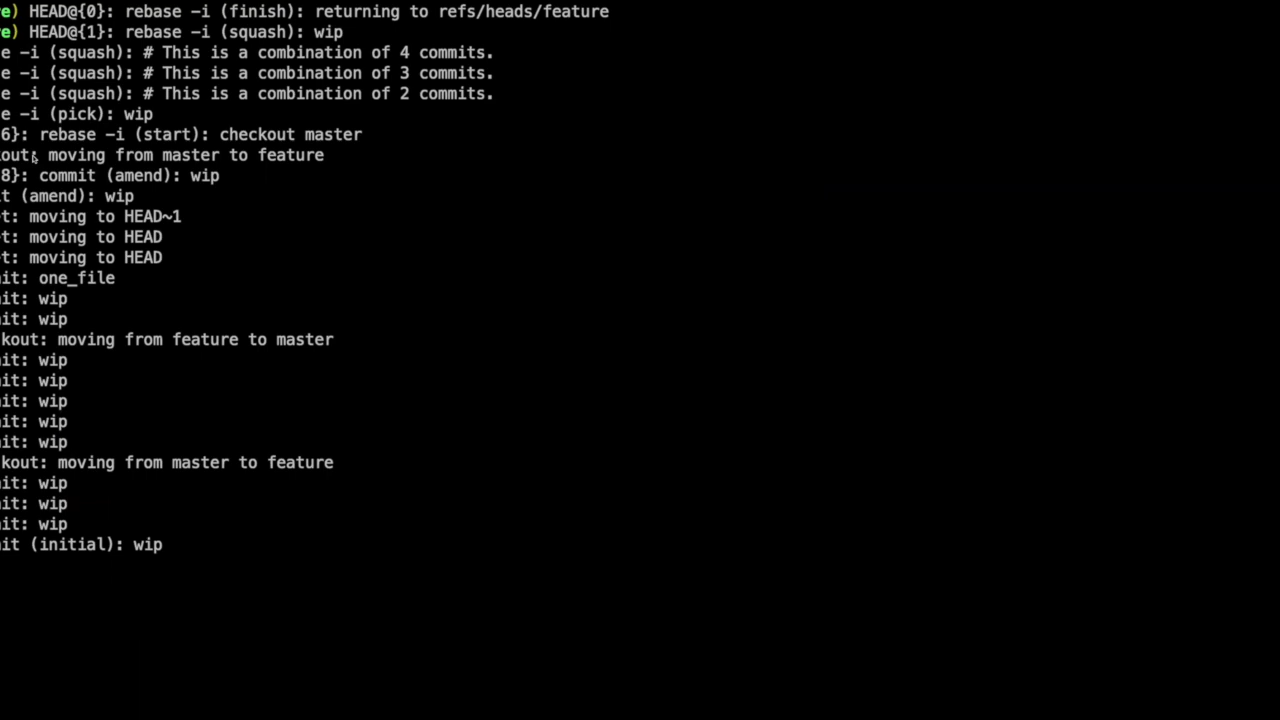 e) HEAD@{0}: rebase -i (finish): returning to refs/heads/feature
e) HEAD@{1}: rebase -i (squash): wip
e -i (squash): # This is a combination of 4 commits.
e -i (squash): # This is a combination of 3 commits.
e -i (squash): # This is a combination of 2 commits.
e -i (pick): wip
6}: rebase -i (start): checkout master
out: moving from master to feature
8}: commit (amend): wip
t (amend): wip
t: moving to HEAD~1
t: moving to HEAD
t: moving to HEAD
it: one_file
it: wip
it: wip
kout: moving from feature to master
it: wip
it: wip
it: wip
it: wip
it: wip
kout: moving from master to feature
it: wip
it: wip
it: wip
it (initial): wip